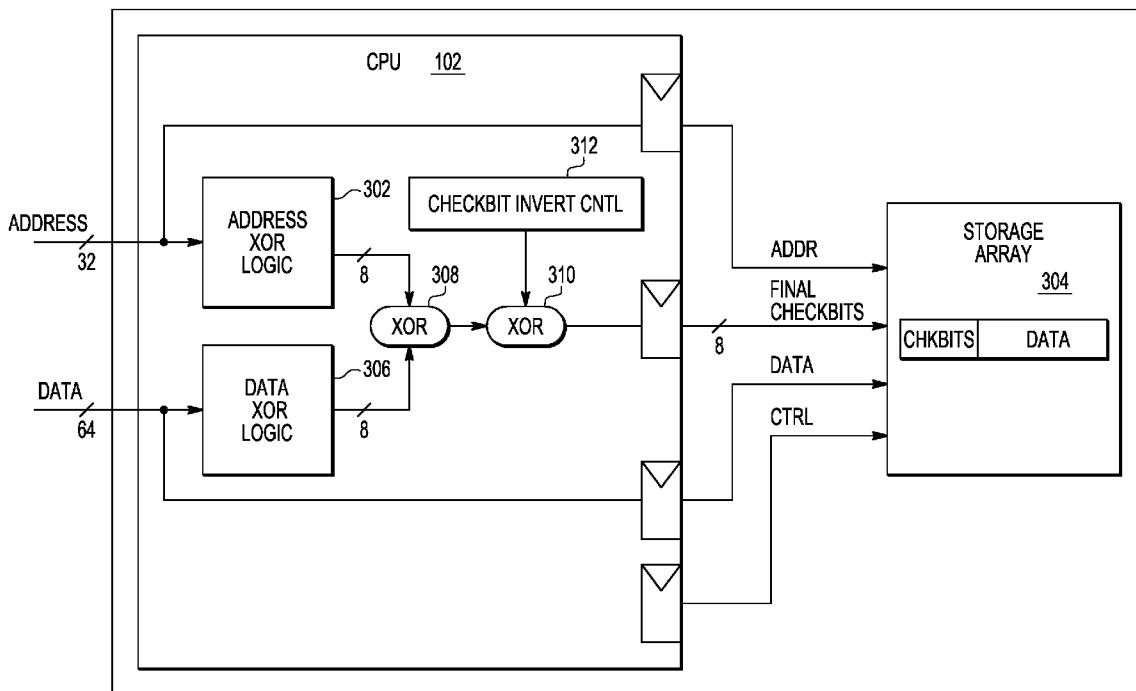 CPU 102
312
CHECKBIT INVERT CNTL
302
ADDRESS
XOR
LOGIC
ADDRESS
32
8
308
XOR
310
XOR
306
DATA
XOR
LOGIC
DATA
64
8
ADDR
FINAL
CHECKBITS
8
DATA
CTRL
STORAGE
ARRAY
304
CHKBITS DATA